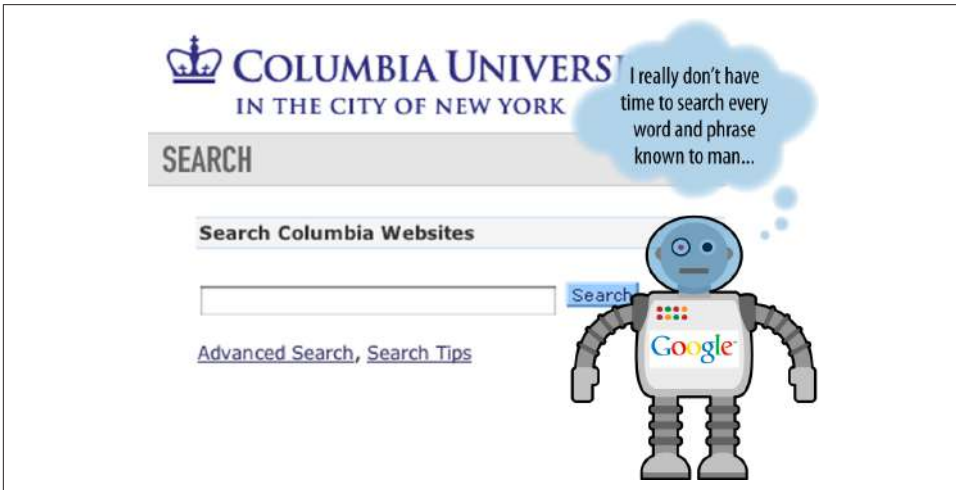 COLUMBIA UNIVERS
IN THE CITY OF NEW YORK
I really don't have
time to search every
word and phrase
known to man...
SEARCH
Search Columbia Websites
Search
Advanced Search, Search Tips
Google™